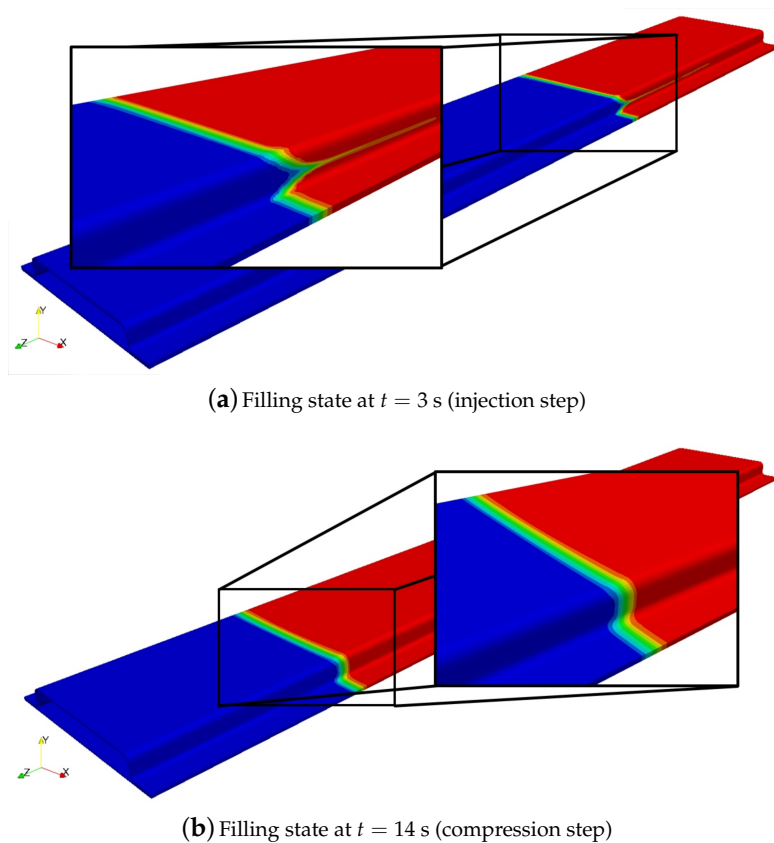 Y
Z X
(a) Filling state at t = 3 s (injection step)
Y
Z X
(b) Filling state at t = 14 s (compression step)